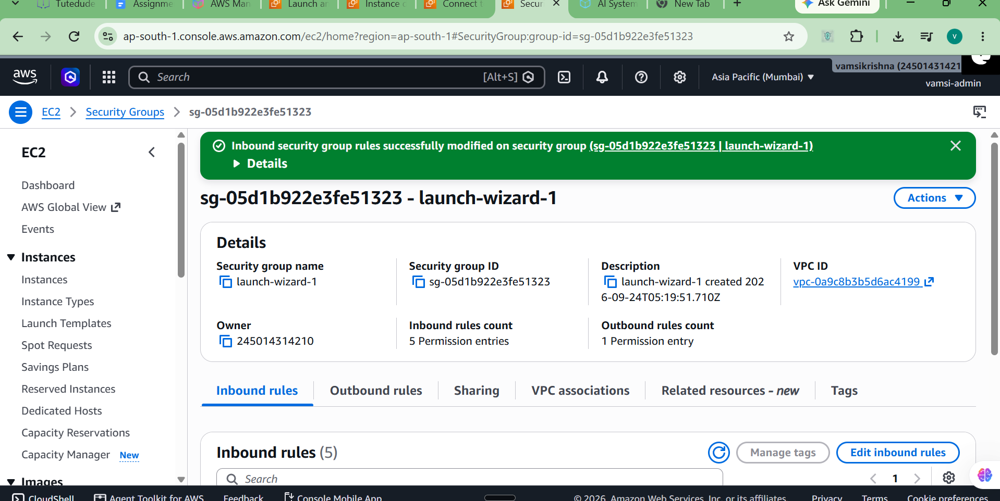 Tutedude
Assignme
AWS Man
Launch an
Instance
Connect t
Secur
AI System
New Tab
Ask Gemini
ap-south-1.console.aws.amazon.com/ec2/home?region=ap-south-1#SecurityGroup:group-id=sg-05d1b922e3fe51323
V
aws
Search
[Alt+S]
Asia Pacific (Mumbai)
vamsikrishna (24501431421
vamsi-admin
EC2
Security Groups
sg-05d1b922e3fe51323
EC2
Dashboard
AWS Global View
Events
Instances
Instances
Instance Types
Launch Templates
Spot Requests
Savings Plans
Reserved Instances
Dedicated Hosts
Capacity Reservations
Capacity Manager New
Images
Inbound security group rules successfully modified on security group (sg-05d1b922e3fe51323 | launch-wizard-1)
Details
sg-05d1b922e3fe51323 - launch-wizard-1
Actions
Details
Security group name
launch-wizard-1
Security group ID
sg-05d1b922e3fe51323
Description
launch-wizard-1 created 202
6-09-24T05:19:51.710Z
VPC ID
vpc-0a9c8b3b5d6ac4199
Owner
245014314210
Inbound rules count
5 Permission entries
Outbound rules count
1 Permission entry
Inbound rules
Outbound rules
Sharing
VPC associations
Related resources - new
Tags
Inbound rules (5)
Manage tags
Edit inbound rules
Search
1
CloudShell
Agent Toolkit for AWS
Feedback
Console Mobile App
© 2026, Amazon Web Services, Inc. or its affiliates.
Privacy
Terms
Cookie preferences